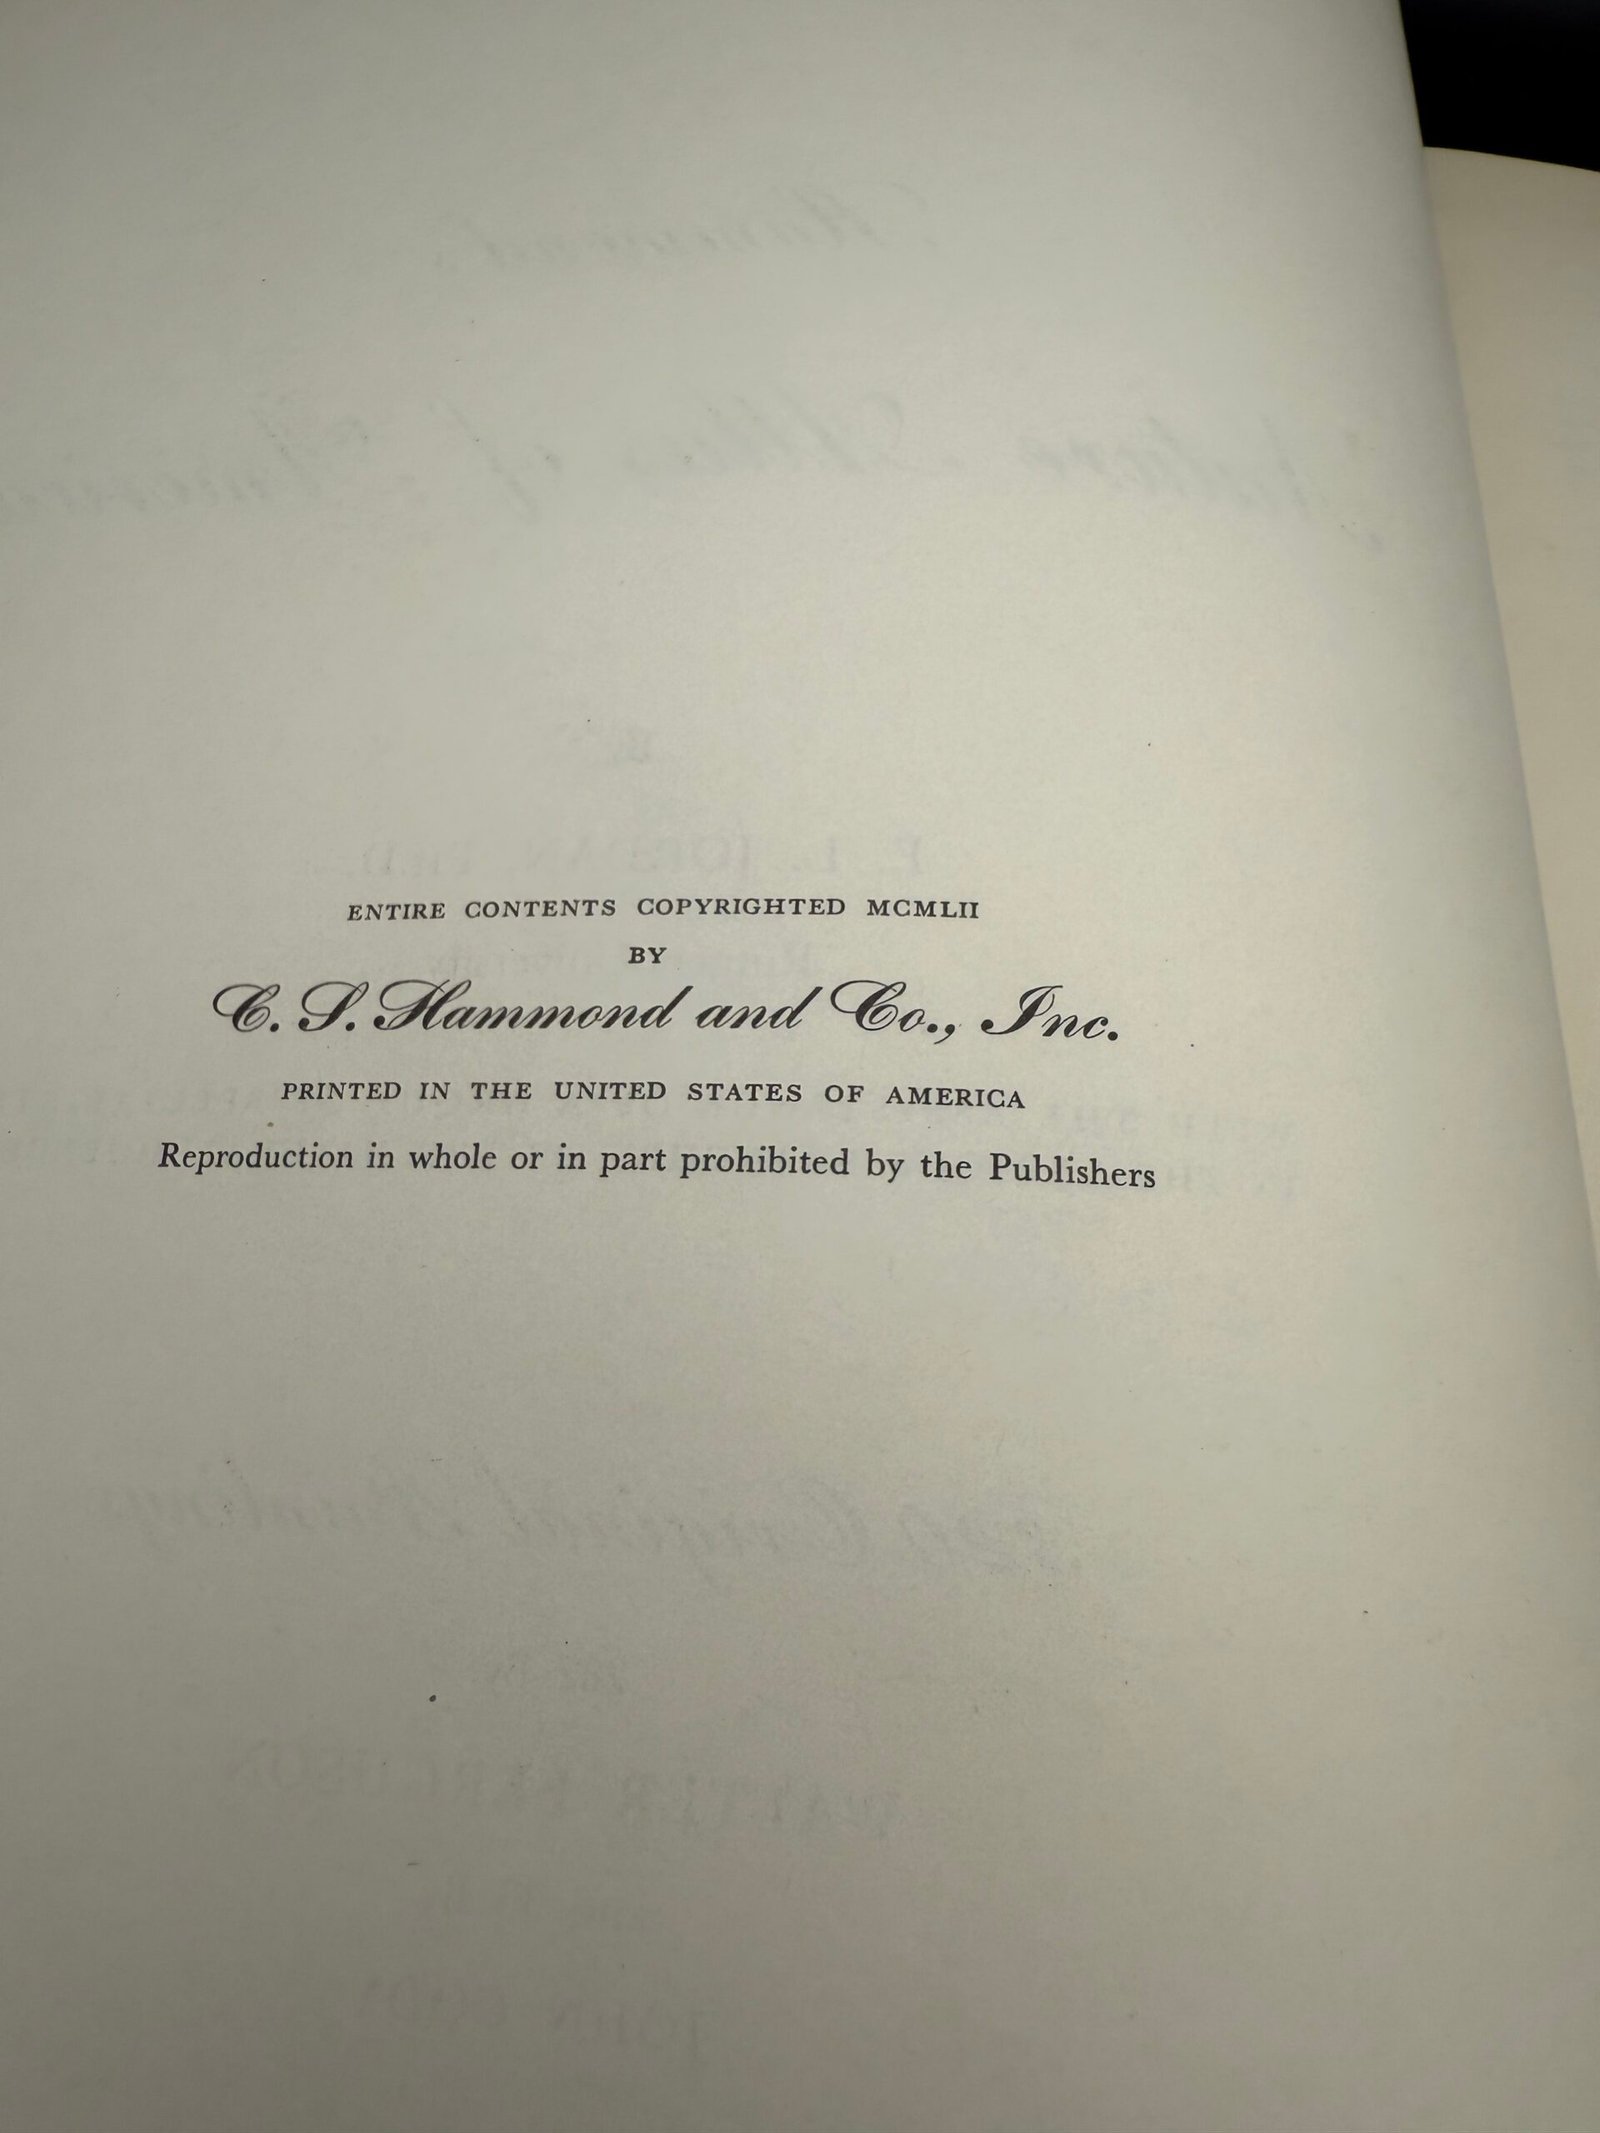 ENTIRE CONTENTS COPYRIGHTED MCMLII
BY
C. S. Hammond and Co., Inc.
PRINTED IN THE UNITED STATES OF AMERICA
Reproduction in whole or in part prohibited by the Publishers